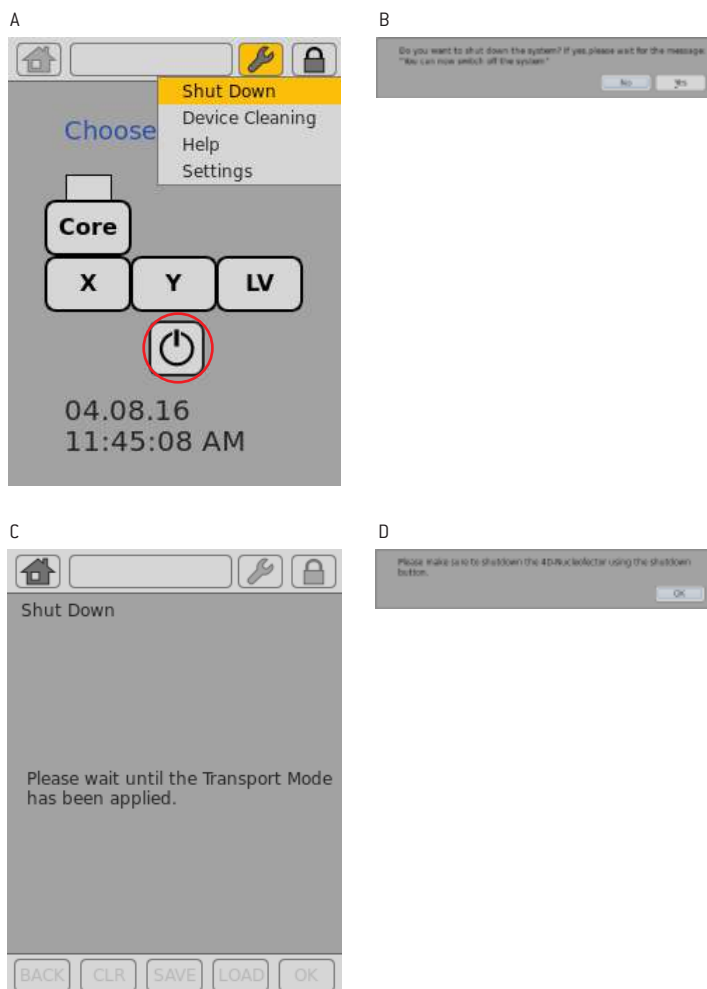 A
B
Shut Down
Device Cleaning
Help
Settings
Choose
Core
X Y LV
04.08.16
11:45:08 AM
Do you want to shut down the system? If yes please wait for the message:
"You can now switch off the system"
No Yes
C
D
Shut Down
Please wait until the Transport Mode
has been applied.
BACK CLR SAVE LOAD OK
Please make sure to shutdown the 4D-Nucleofector using the shutdown
button.
OK